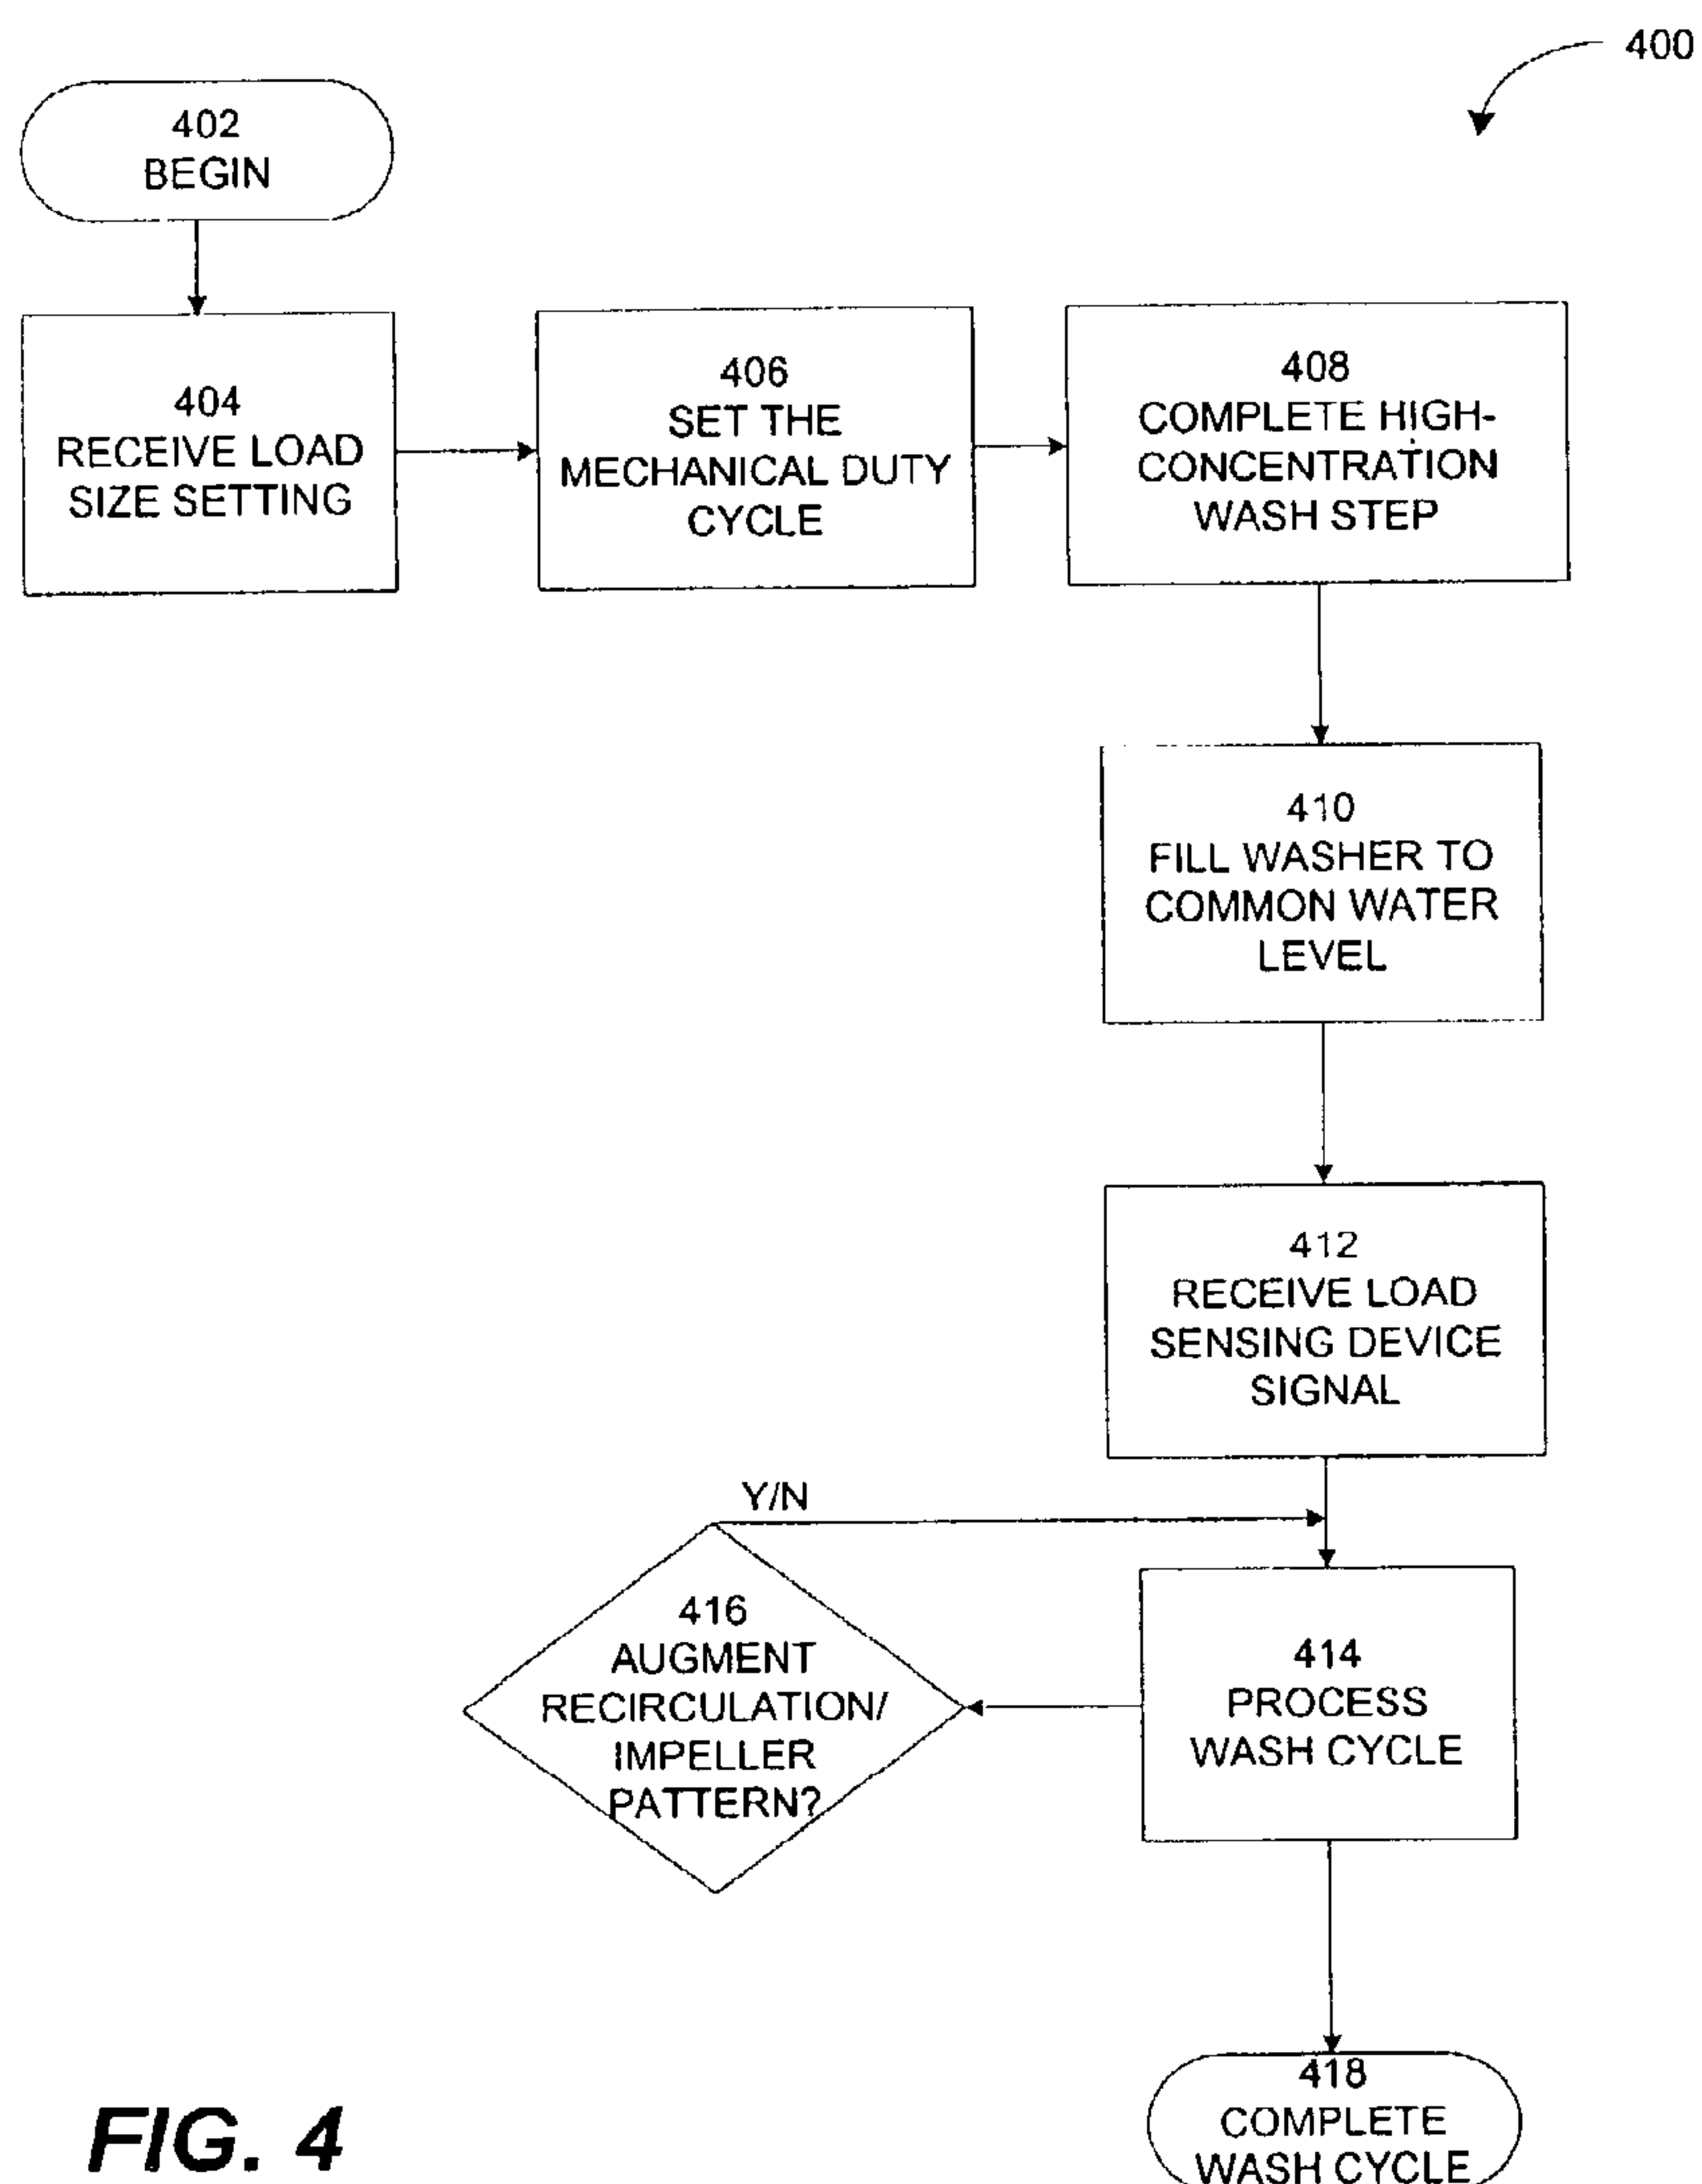 400
402
BEGIN
404
RECEIVE LOAD
SIZE SETTING
406
SET THE
MECHANICAL DUTY
CYCLE
408
COMPLETE HIGH-
CONCENTRATION
WASH STEP
410
FILL WASHER TO
COMMON WATER
LEVEL
412
RECEIVE LOAD
SENSING DEVICE
SIGNAL
Y/N
416
AUGMENT
RECIRCULATION/
IMPELLER
PATTERN?
414
PROCESS
WASH CYCLE
418
COMPLETE
WASH CYCLE
FIG. 4